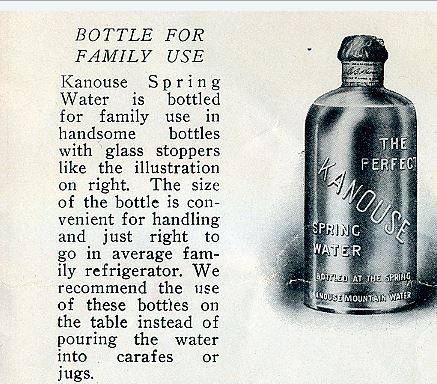 BOTTLE FOR
FAMILY USE
Kanouse Spring
Water is bottled
for family use in
handsome bottles
with glass stoppers
like the illustration
on right. The size
of the bottle is con-
venient for handling
and just right to
go in average fam-
ily refrigerator. We
recommend the use
of these bottles on
the table instead of
pouring the water
into carafes or
jugs.
THE
PERFECT
KANOUSE
SPRING
WATER
BOTTLED AT THE SPRING
KANOUSE MOUNTAIN WATER